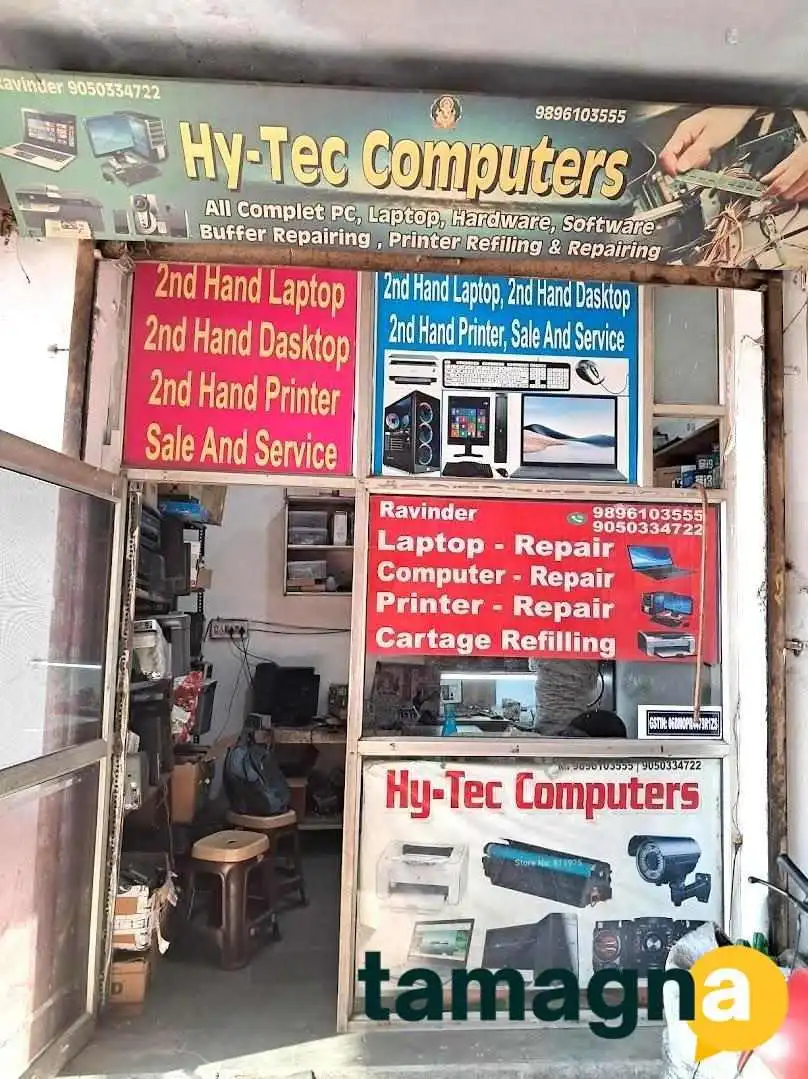 Ravinder 9050334722
9896103555
Hy-Tec Computers
All Complet PC, Laptop, Hardware, Software
Buffer Repairing , Printer Refiling & Repairing
2nd Hand Laptop
2nd Hand Dasktop
2nd Hand Printer
Sale And Service
2nd Hand Laptop, 2nd Hand Dasktop
2nd Hand Printer, Sale And Service
Ravinder
9896103555
9050334722
Laptop - Repair
Computer - Repair
Printer - Repair
Cartage Refilling
GSTIN:
9896103555 | 9050334722
Hy-Tec Computers
Store No:
tamagna